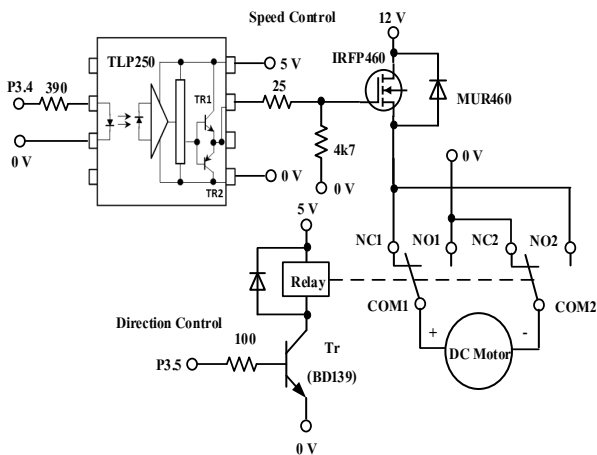 Speed Control
12 V
TLP250
5 V
IRFP460
P3.4
390
TR1
25
MUR460
0 V
4k7
0 V
TR2
0 V
0 V
5 V
NC1
NO1
NC2
NO2
Relay
COM1
COM2
Direction Control
100
Tr
+
-
DC Motor
P3.5
(BD139)
0 V